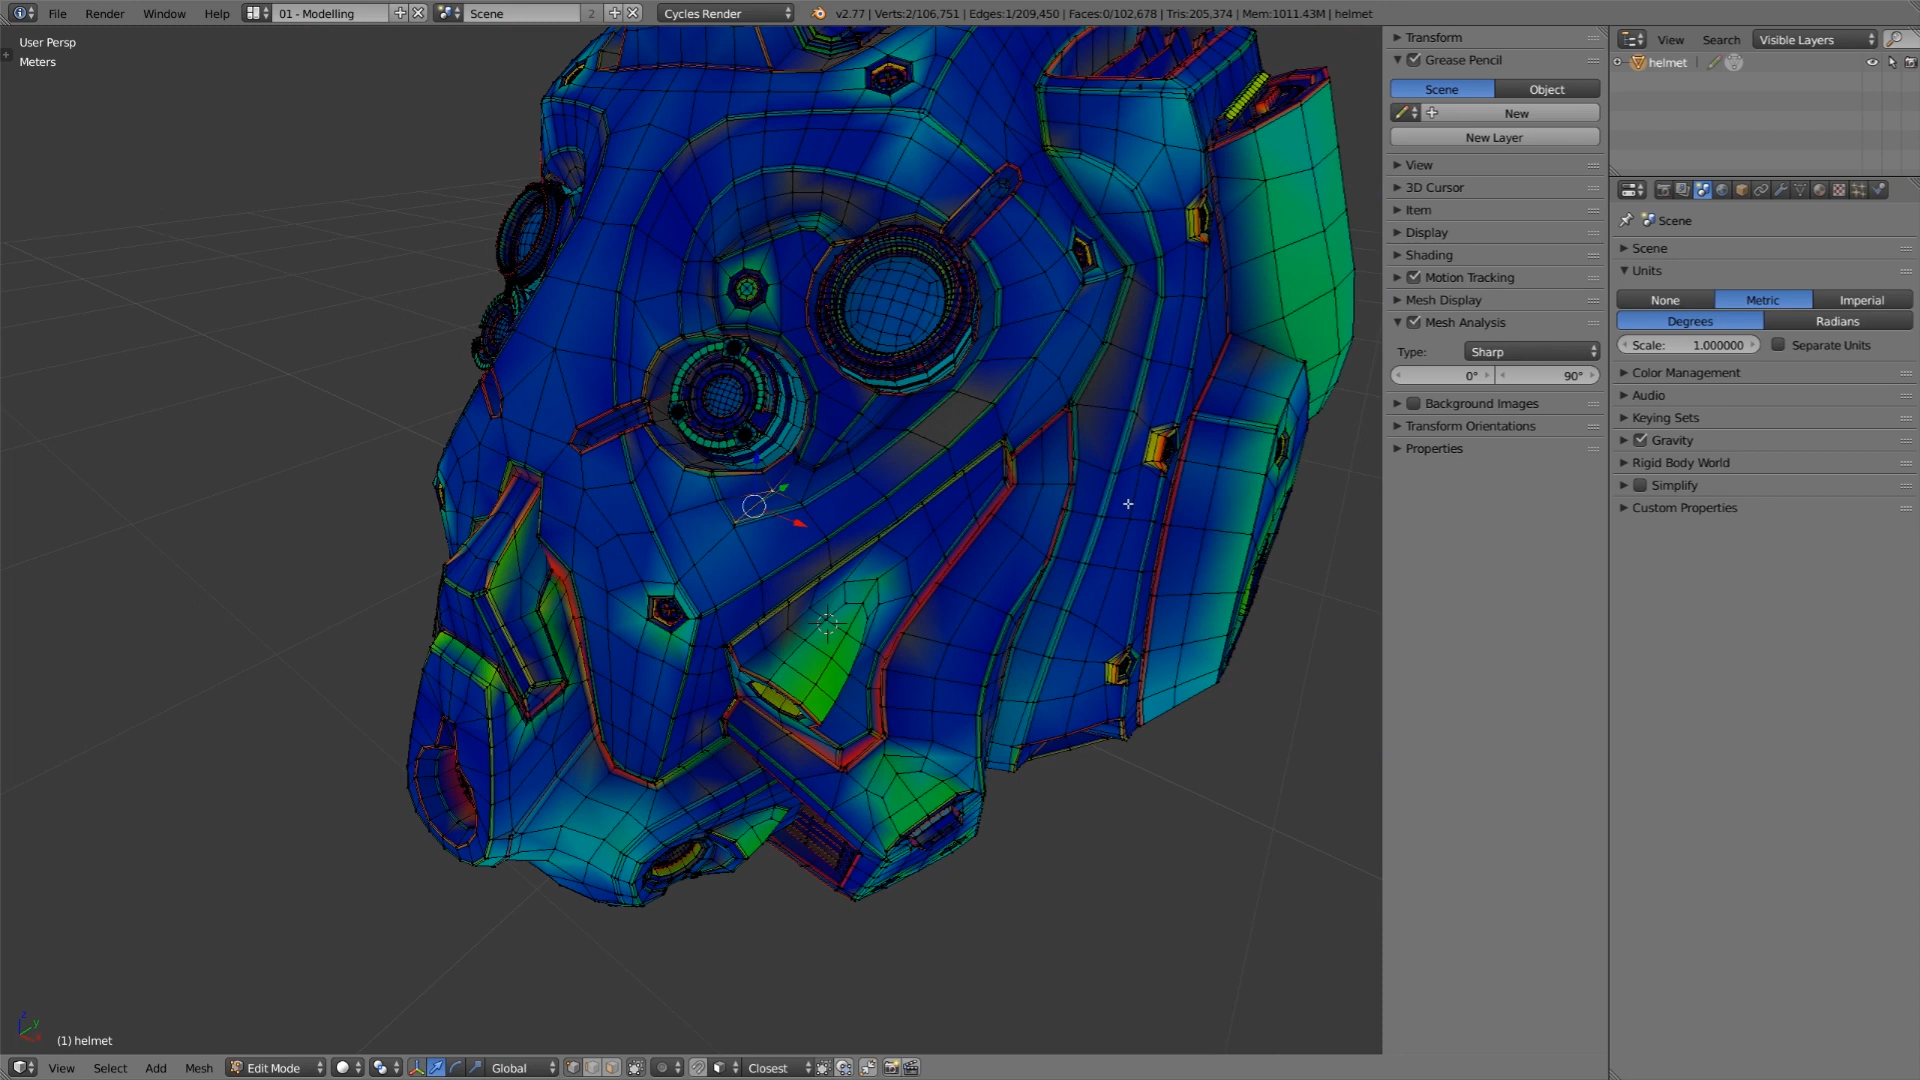 File Render Window Help 01 - Modelling Scene 2 Cycles Render v2.77 | Verts:2/106,751 | Edges:1/209,450 | Faces:0/102,678 | Tris:205,374 | Mem:1011.43M | helmet
User Persp
Meters
(1) helmet
View Select Add Mesh Edit Mode Global Closest
Transform
Grease Pencil
Scene Object
New
New Layer
View
3D Cursor
Item
Display
Shading
Motion Tracking
Mesh Display
Mesh Analysis
Type: Sharp
0° 90°
Background Images
Transform Orientations
Properties
View Search Visible Layers
helmet
Scene
Scene
Units
None Metric Imperial
Degrees Radians
Scale: 1.000000 Separate Units
Color Management
Audio
Keying Sets
Gravity
Rigid Body World
Simplify
Custom Properties